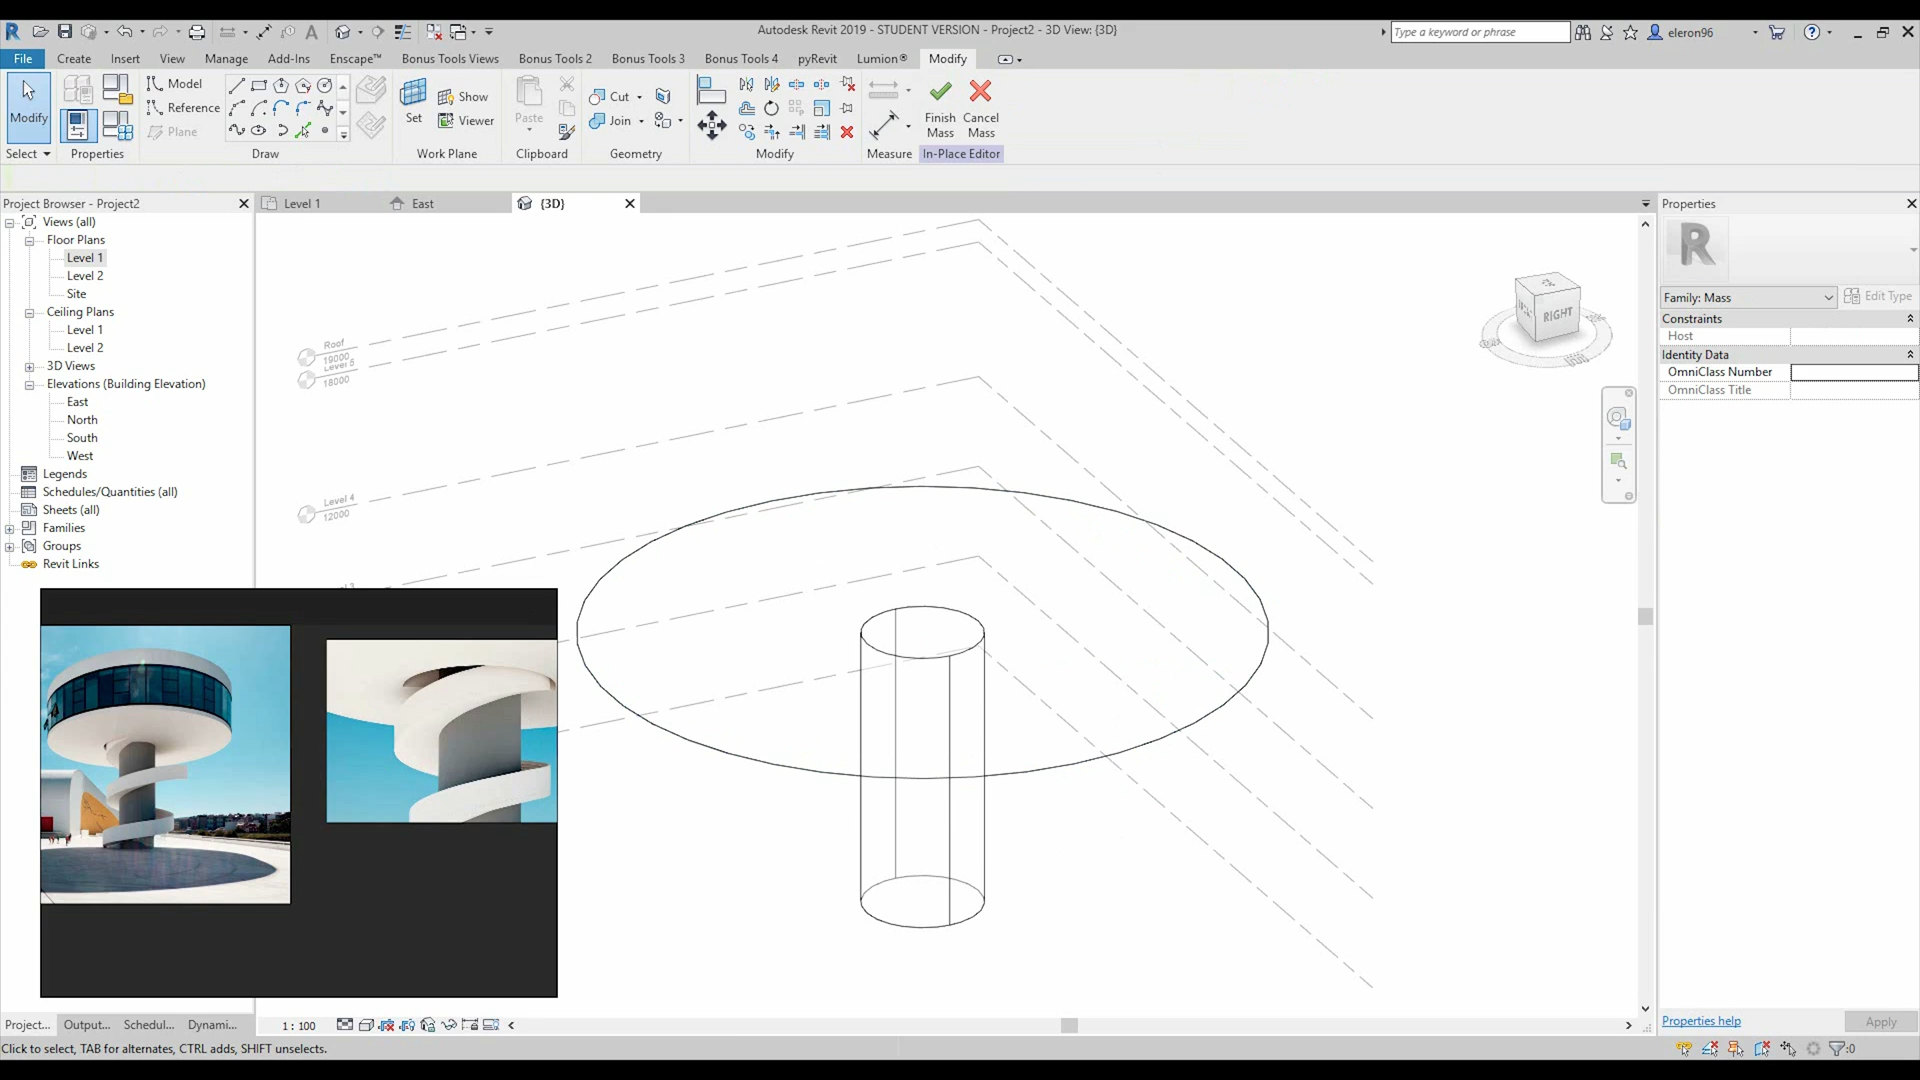 Autodesk Revit 2019 - STUDENT VERSION - Project2 - 3D View: {3D}
Type a keyword or phrase
eleron96
File
Create
Insert
View
Manage
Add-Ins
Enscape™
Bonus Tools Views
Bonus Tools 2
Bonus Tools 3
Bonus Tools 4
pyRevit
Lumion®
Modify
Modify
Model
Reference
Plane
Set
Show
Viewer
Paste
Cut
Join
Finish
Mass
Cancel
Mass
Select
Properties
Draw
Work Plane
Clipboard
Geometry
Modify
Measure
In-Place Editor
Project Browser - Project2
Level 1
East
{3D}
Properties
Views (all)
Floor Plans
Level 1
Level 2
Site
Ceiling Plans
Level 1
Level 2
3D Views
Elevations (Building Elevation)
East
North
South
West
Legends
Schedules/Quantities (all)
Sheets (all)
Families
Groups
Revit Links
Roof
19000
Level 5
18000
Level 4
12000
RIGHT
Family: Mass
Edit Type
Constraints
Host
Identity Data
OmniClass Number
OmniClass Title
Properties help
Apply
Project...
Output...
Schedul...
Dynami...
1 : 100
Click to select, TAB for alternates, CTRL adds, SHIFT unselects.
:0